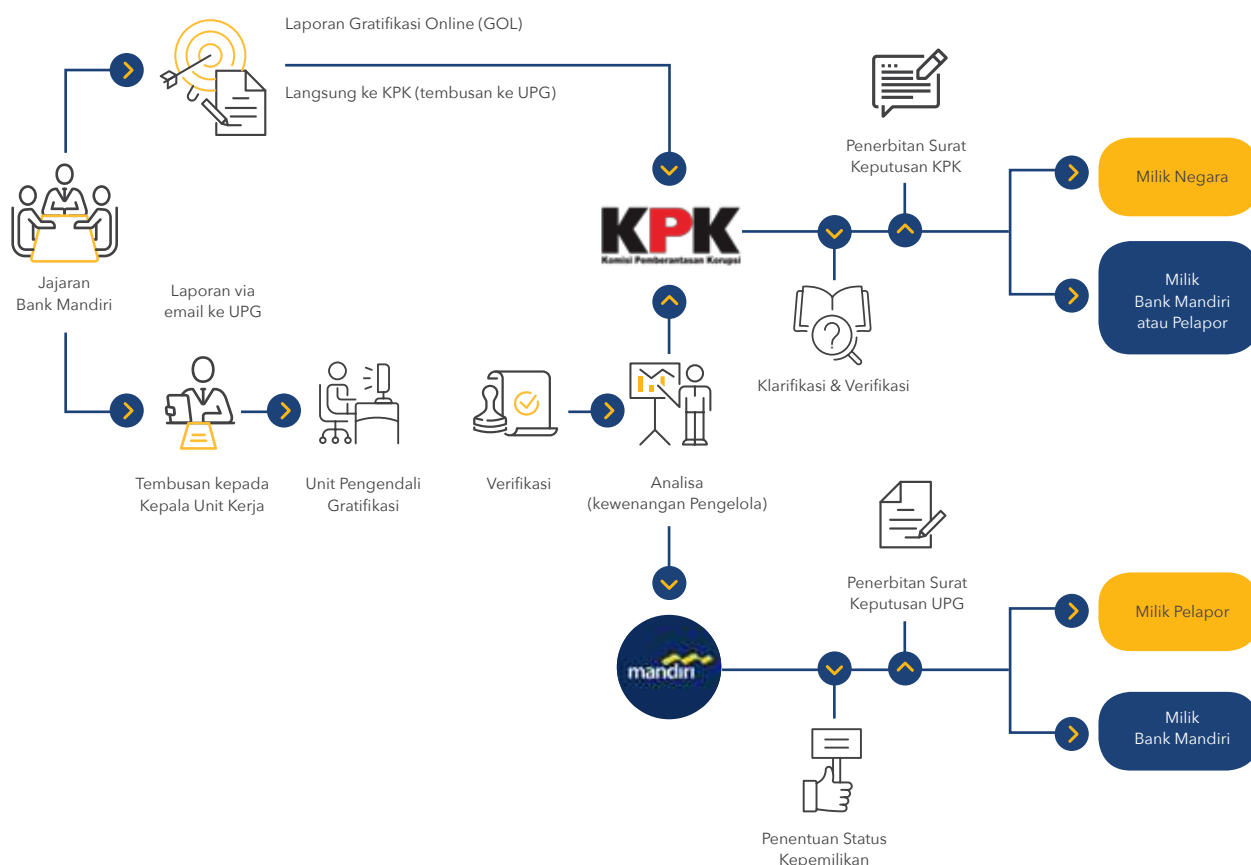 Laporan Gratifikasi Online (GOL)
Langsung ke KPK (tembusan ke UPG)
Jajaran
Bank Mandiri
Laporan via
email ke UPG
Tembusan kepada
Kepala Unit Kerja
Unit Pengendali
Gratifikasi
Verifikasi
Analisa
(kewenangan Pengelola)
KPK
Komisi Pemberantasan Korupsi
Klarifikasi & Verifikasi
Penerbitan Surat
Keputusan KPK
Milik Negara
Milik
Bank Mandiri
atau Pelapor
mandiri
Penentuan Status
Kepemilikan
Penerbitan Surat
Keputusan UPG
Milik Pelapor
Milik
Bank Mandiri